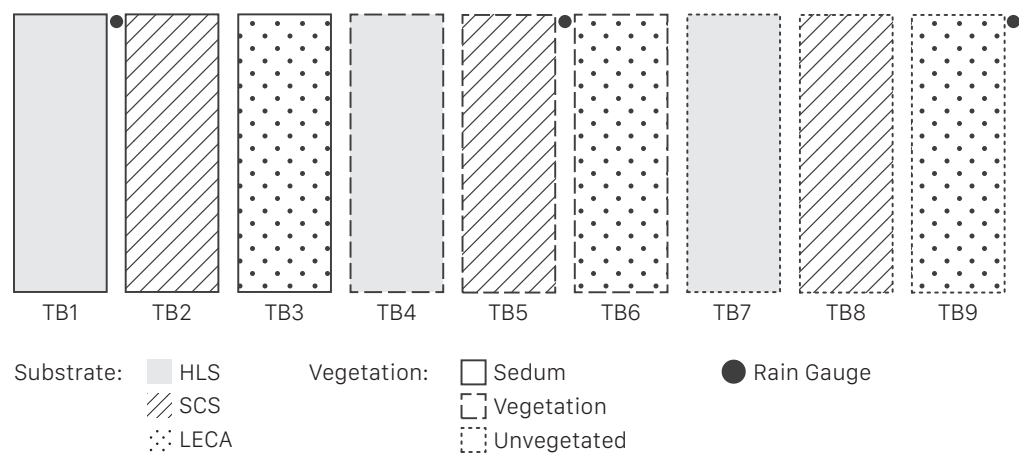 TB1 TB2 TB3 TB4 TB5 TB6 TB7 TB8 TB9
Substrate: HLS Vegetation: Sedum Rain Gauge
SCS Vegetation
LECA Unvegetated